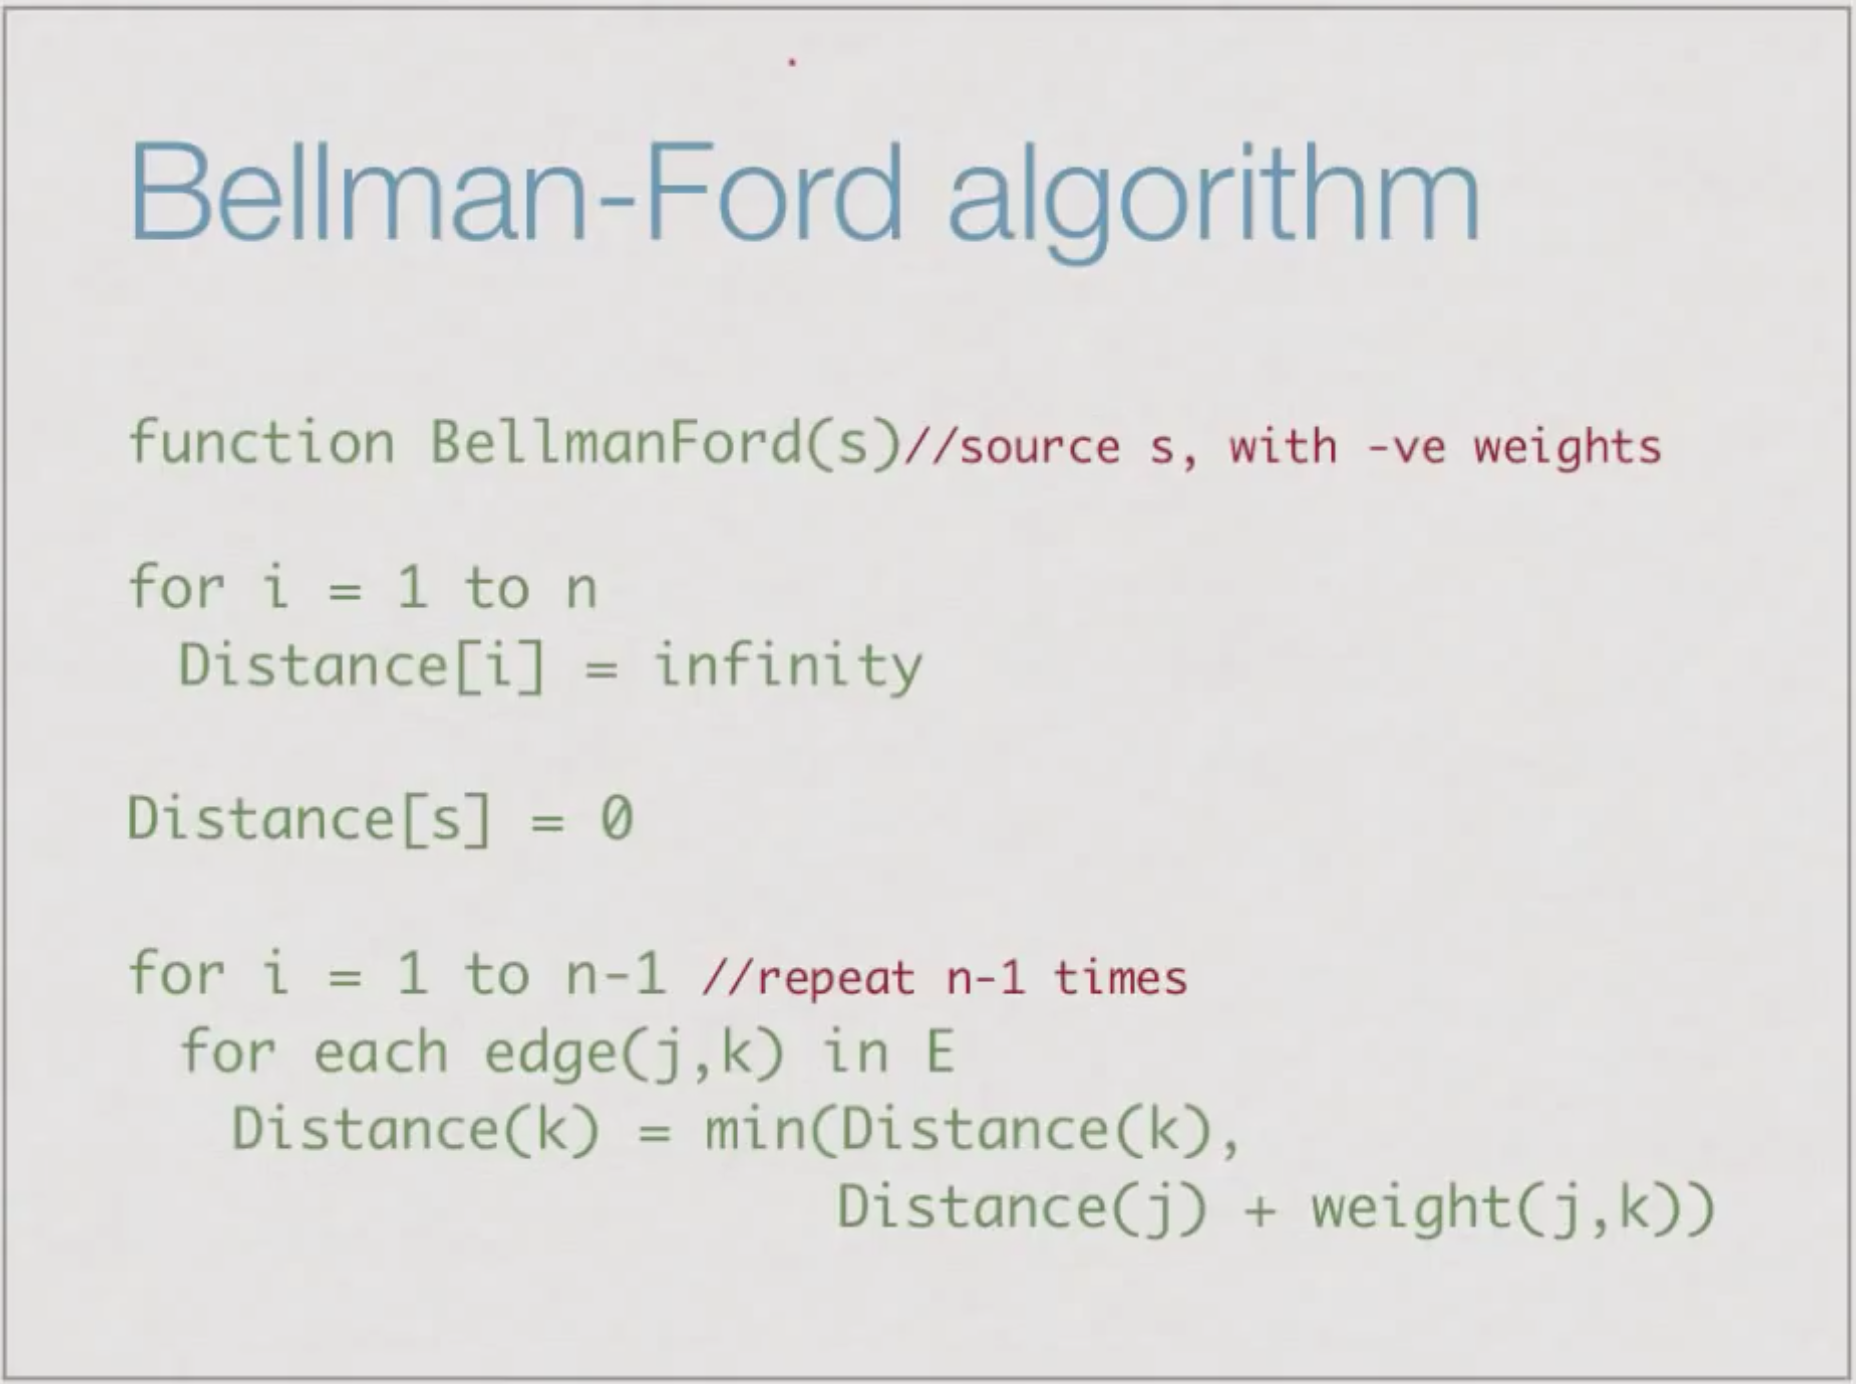 Bellman-Ford algorithm
function BellmanFord(s)//source s, with -ve weights
for i = 1 to n
Distance[i] = infinity
Distance[s] = 0
for i = 1 to n-1 //repeat n-1 times
for each edge(j,k) in E
Distance(k) = min(Distance(k),
Distance(j) + weight(j,k))